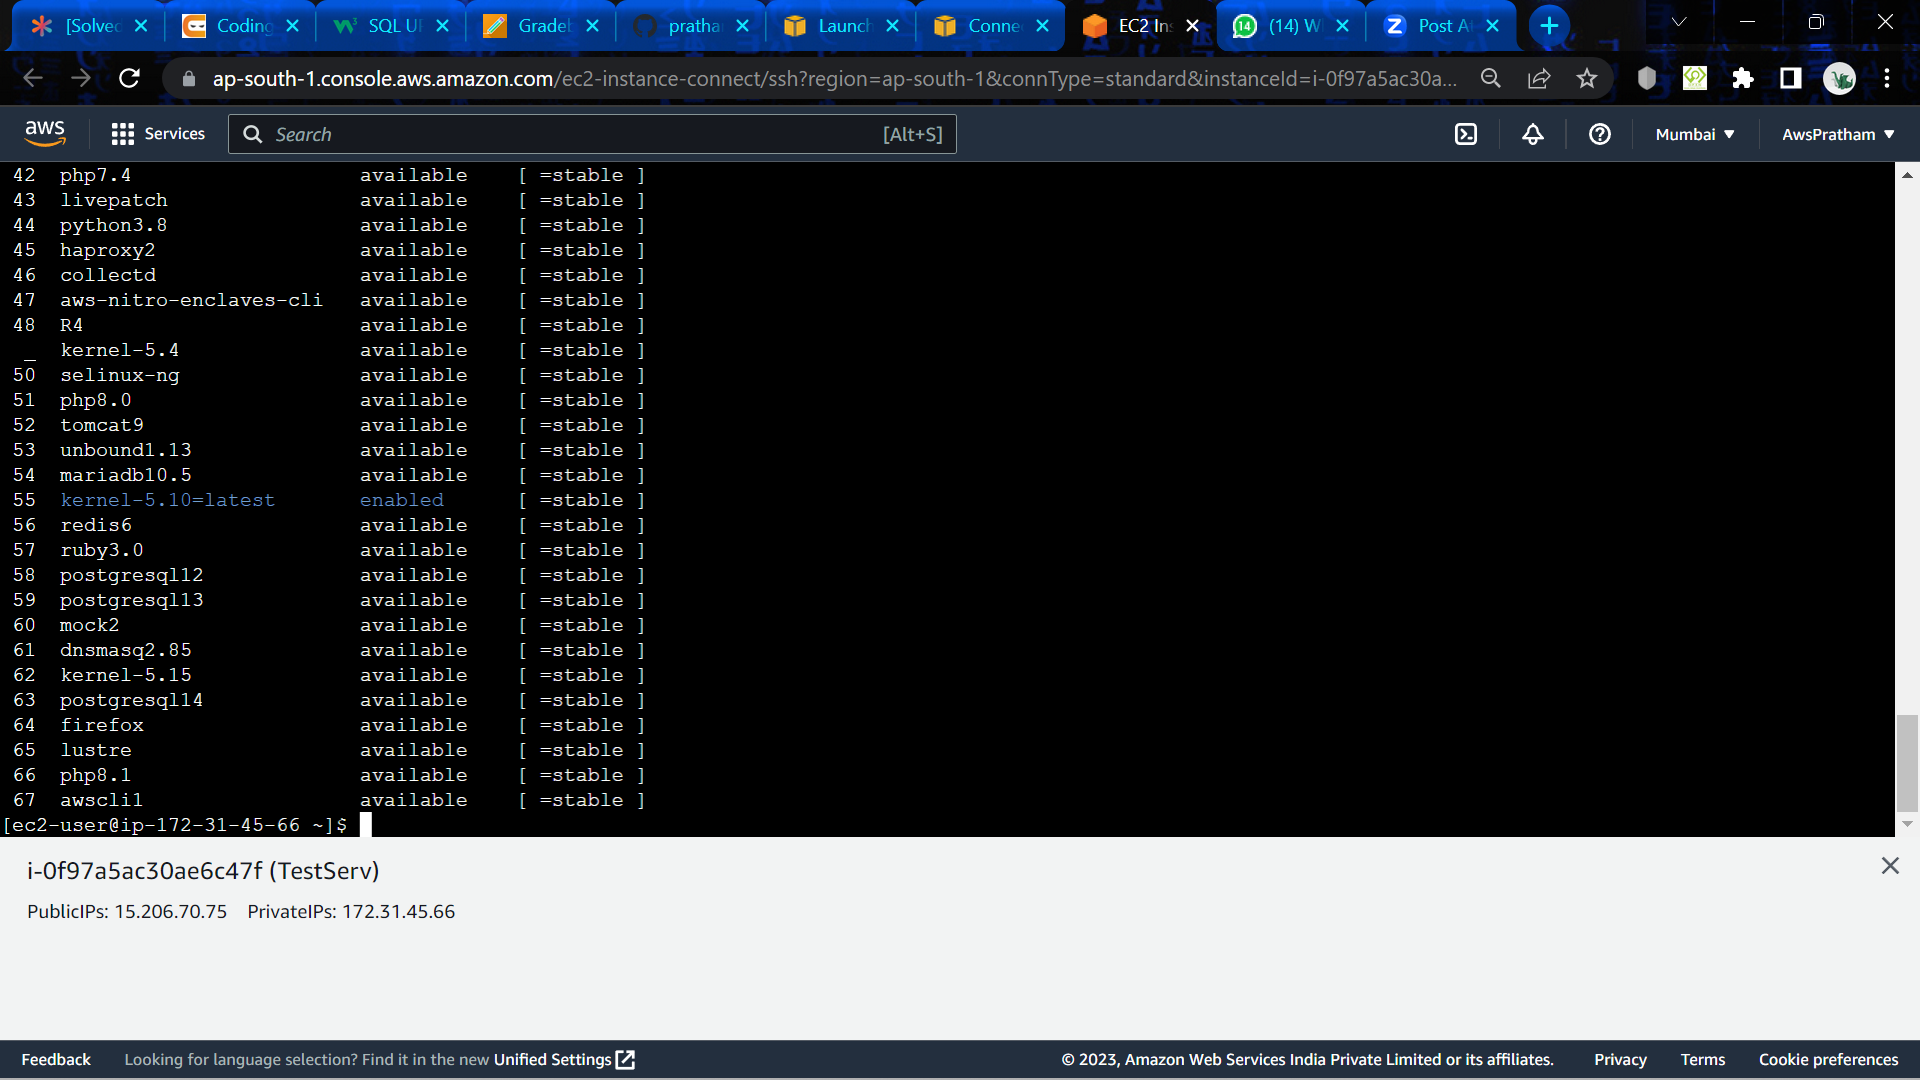 [Solved
Coding
SQL U
Grade
pratha
Launch
Conne
EC2 Ins
(14) W
Post A
ap-south-1.console.aws.amazon.com/ec2-instance-connect/ssh?region=ap-south-1&connType=standard&instanceId=i-0f97a5ac30a...
aws
Services
Search
[Alt+S]
Mumbai
AwsPratham
42 php7.4 available [ =stable ]
43 livepatch available [ =stable ]
44 python3.8 available [ =stable ]
45 haproxy2 available [ =stable ]
46 collectd available [ =stable ]
47 aws-nitro-enclaves-cli available [ =stable ]
48 R4 available [ =stable ]
_ kernel-5.4 available [ =stable ]
50 selinux-ng available [ =stable ]
51 php8.0 available [ =stable ]
52 tomcat9 available [ =stable ]
53 unbound1.13 available [ =stable ]
54 mariadb10.5 available [ =stable ]
55 kernel-5.10=latest enabled [ =stable ]
56 redis6 available [ =stable ]
57 ruby3.0 available [ =stable ]
58 postgresql12 available [ =stable ]
59 postgresql13 available [ =stable ]
60 mock2 available [ =stable ]
61 dnsmasq2.85 available [ =stable ]
62 kernel-5.15 available [ =stable ]
63 postgresql14 available [ =stable ]
64 firefox available [ =stable ]
65 lustre available [ =stable ]
66 php8.1 available [ =stable ]
67 awscli1 available [ =stable ]
[ec2-user@ip-172-31-45-66 ~]$
i-0f97a5ac30ae6c47f (TestServ)
PublicIPs: 15.206.70.75 PrivateIPs: 172.31.45.66
Feedback Looking for language selection? Find it in the new Unified Settings © 2023, Amazon Web Services India Private Limited or its affiliates. Privacy Terms Cookie preferences